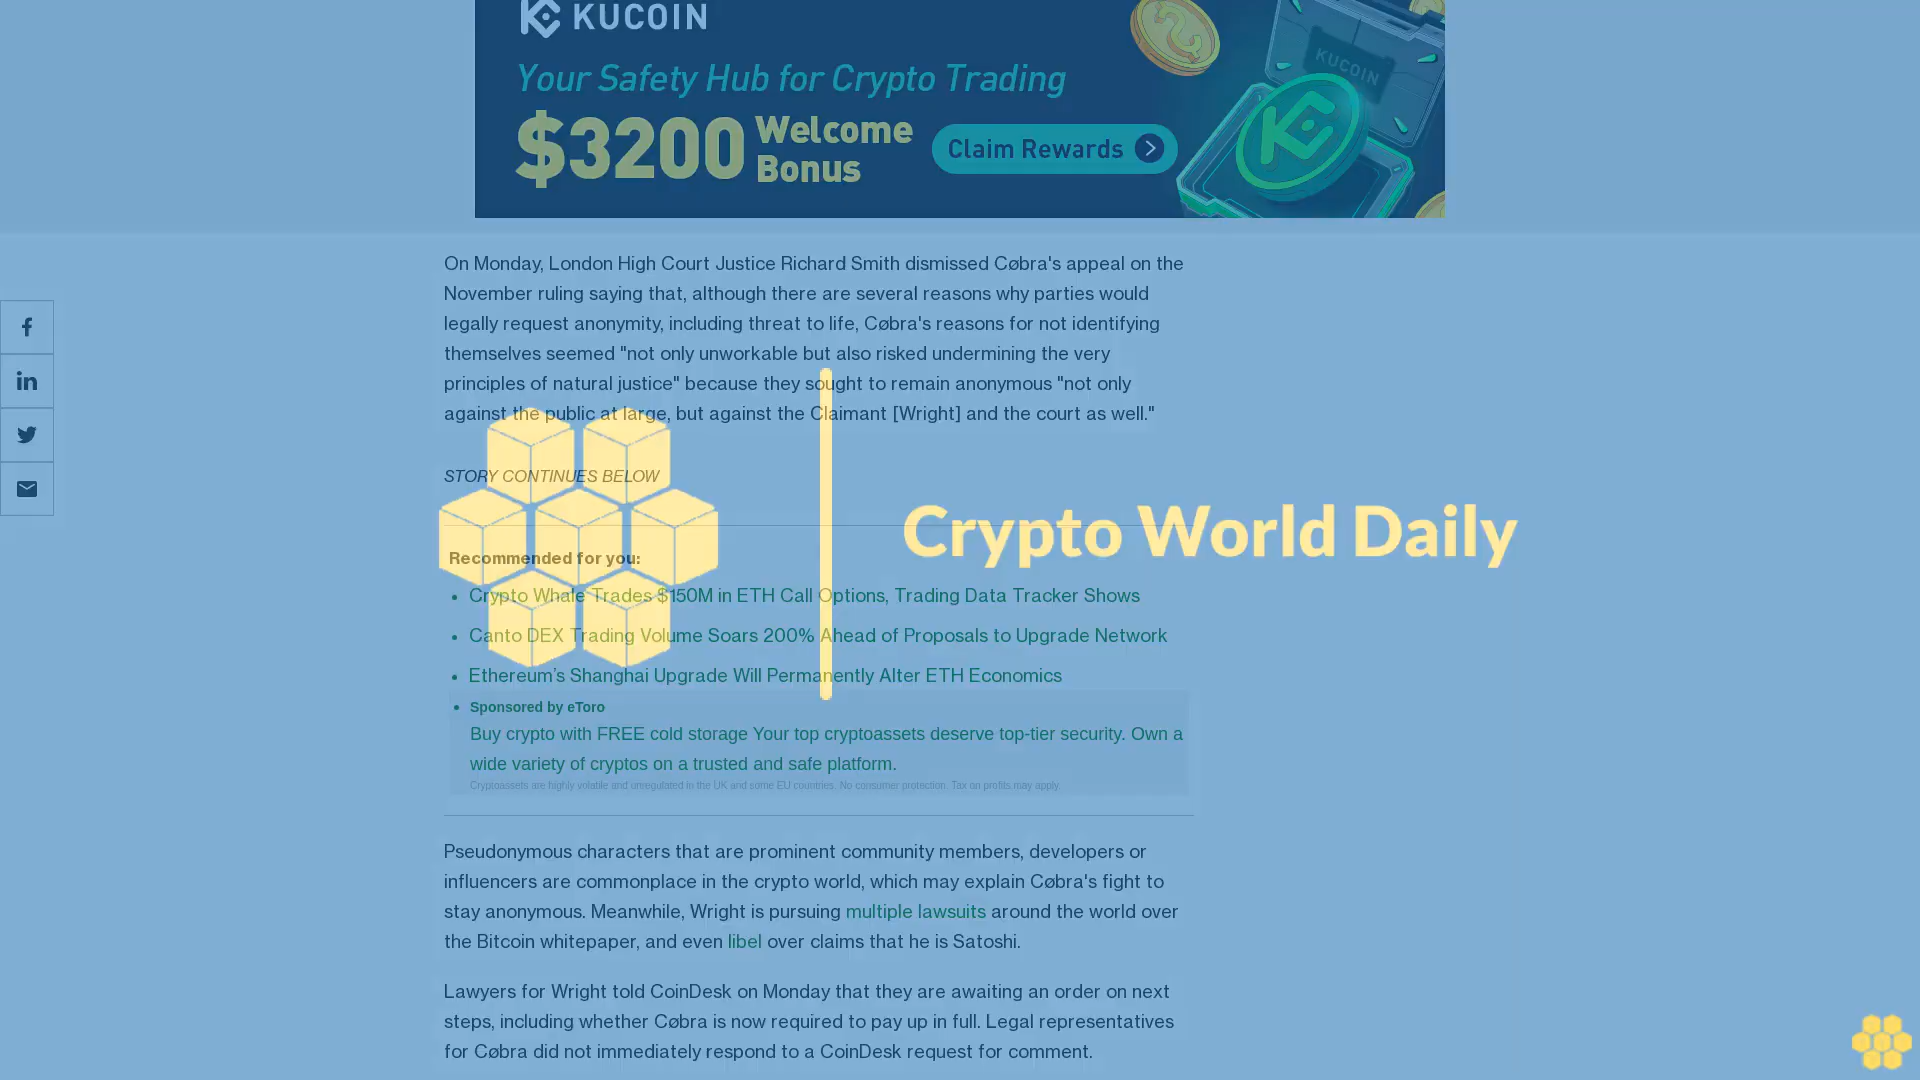 KUCOIN
Your Safety Hub for Crypto Trading
$3200 Welcome Bonus
Claim Rewards
KUCOIN
On Monday, London High Court Justice Richard Smith dismissed Cøbra's appeal on the
November ruling saying that, although there are several reasons why parties would
legally request anonymity, including threat to life, Cøbra's reasons for not identifying
themselves seemed "not only unworkable but also risked undermining the very
principles of natural justice" because they sought to remain anonymous "not only
against the public at large, but against the Claimant [Wright] and the court as well."
STORY CONTINUES BELOW
Crypto World Daily
Recommended for you:
Crypto Whale Trades $150M in ETH Call Options, Trading Data Tracker Shows
Canto DEX Trading Volume Soars 200% Ahead of Proposals to Upgrade Network
Ethereum’s Shanghai Upgrade Will Permanently Alter ETH Economics
Sponsored by eToro
Buy crypto with FREE cold storage Your top cryptoassets deserve top-tier security. Own a
wide variety of cryptos on a trusted and safe platform.
Cryptoassets are highly volatile and unregulated in the UK and some EU countries. No consumer protection. Tax on profits may apply.
Pseudonymous characters that are prominent community members, developers or
influencers are commonplace in the crypto world, which may explain Cøbra's fight to
stay anonymous. Meanwhile, Wright is pursuing multiple lawsuits around the world over
the Bitcoin whitepaper, and even libel over claims that he is Satoshi.
Lawyers for Wright told CoinDesk on Monday that they are awaiting an order on next
steps, including whether Cøbra is now required to pay up in full. Legal representatives
for Cøbra did not immediately respond to a CoinDesk request for comment.